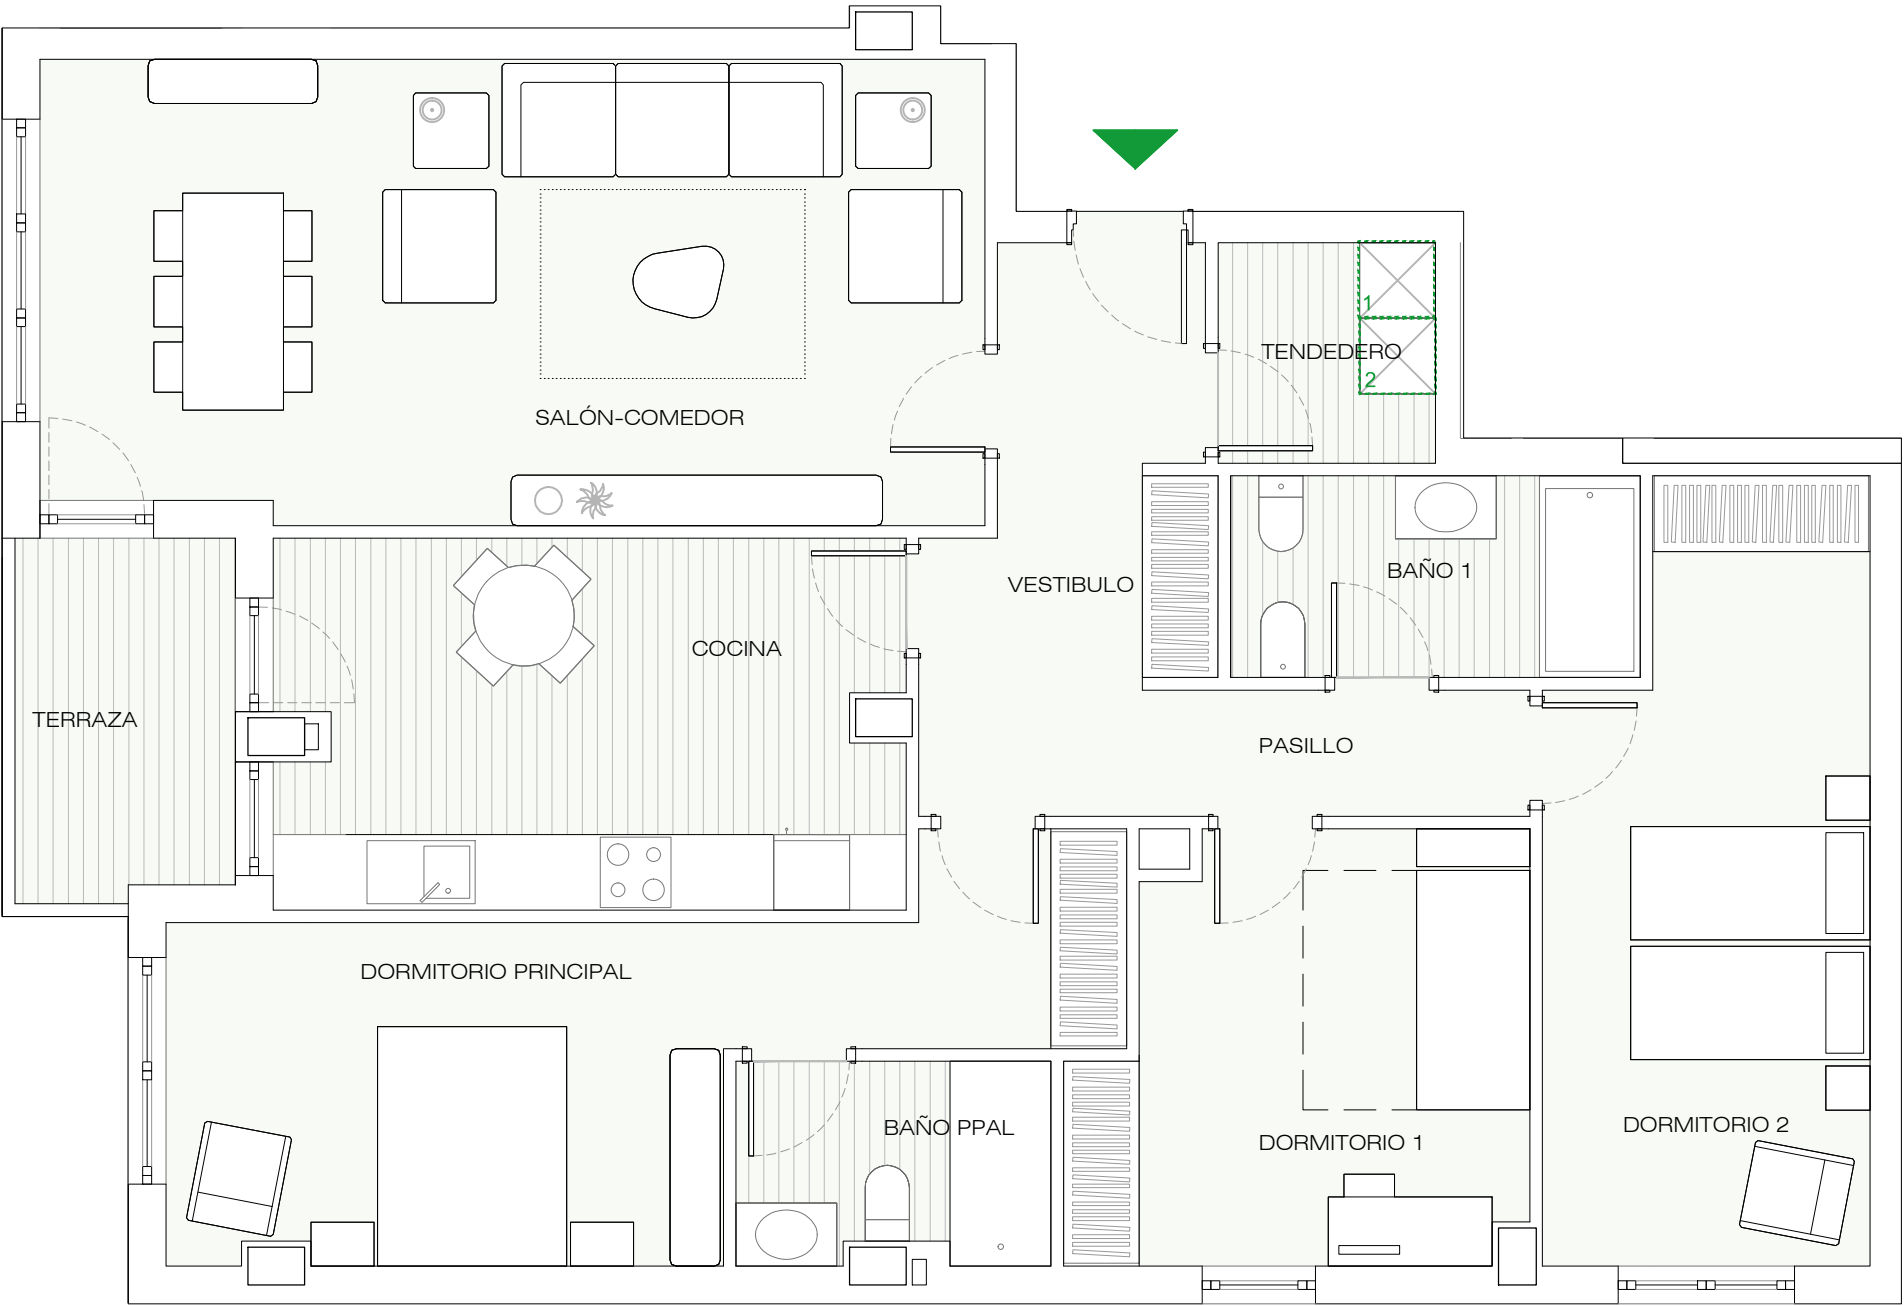 1
TENDEDERO
2
SALÓN-COMEDOR
BAÑO 1
VESTIBULO
COCINA
TERRAZA
PASILLO
DORMITORIO PRINCIPAL
BAÑO PPAL
DORMITORIO 1
DORMITORIO 2